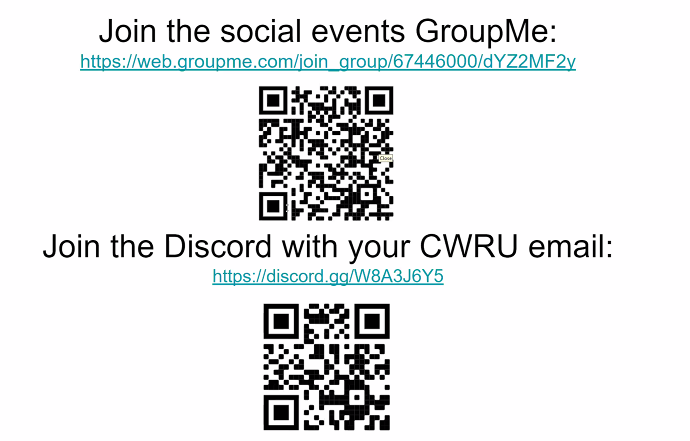 Join the social events GroupMe:
https://web.groupme.com/join_group/67446000/dYZ2MF2y
Close
Join the Discord with your CWRU email:
https://discord.gg/W8A3J6Y5